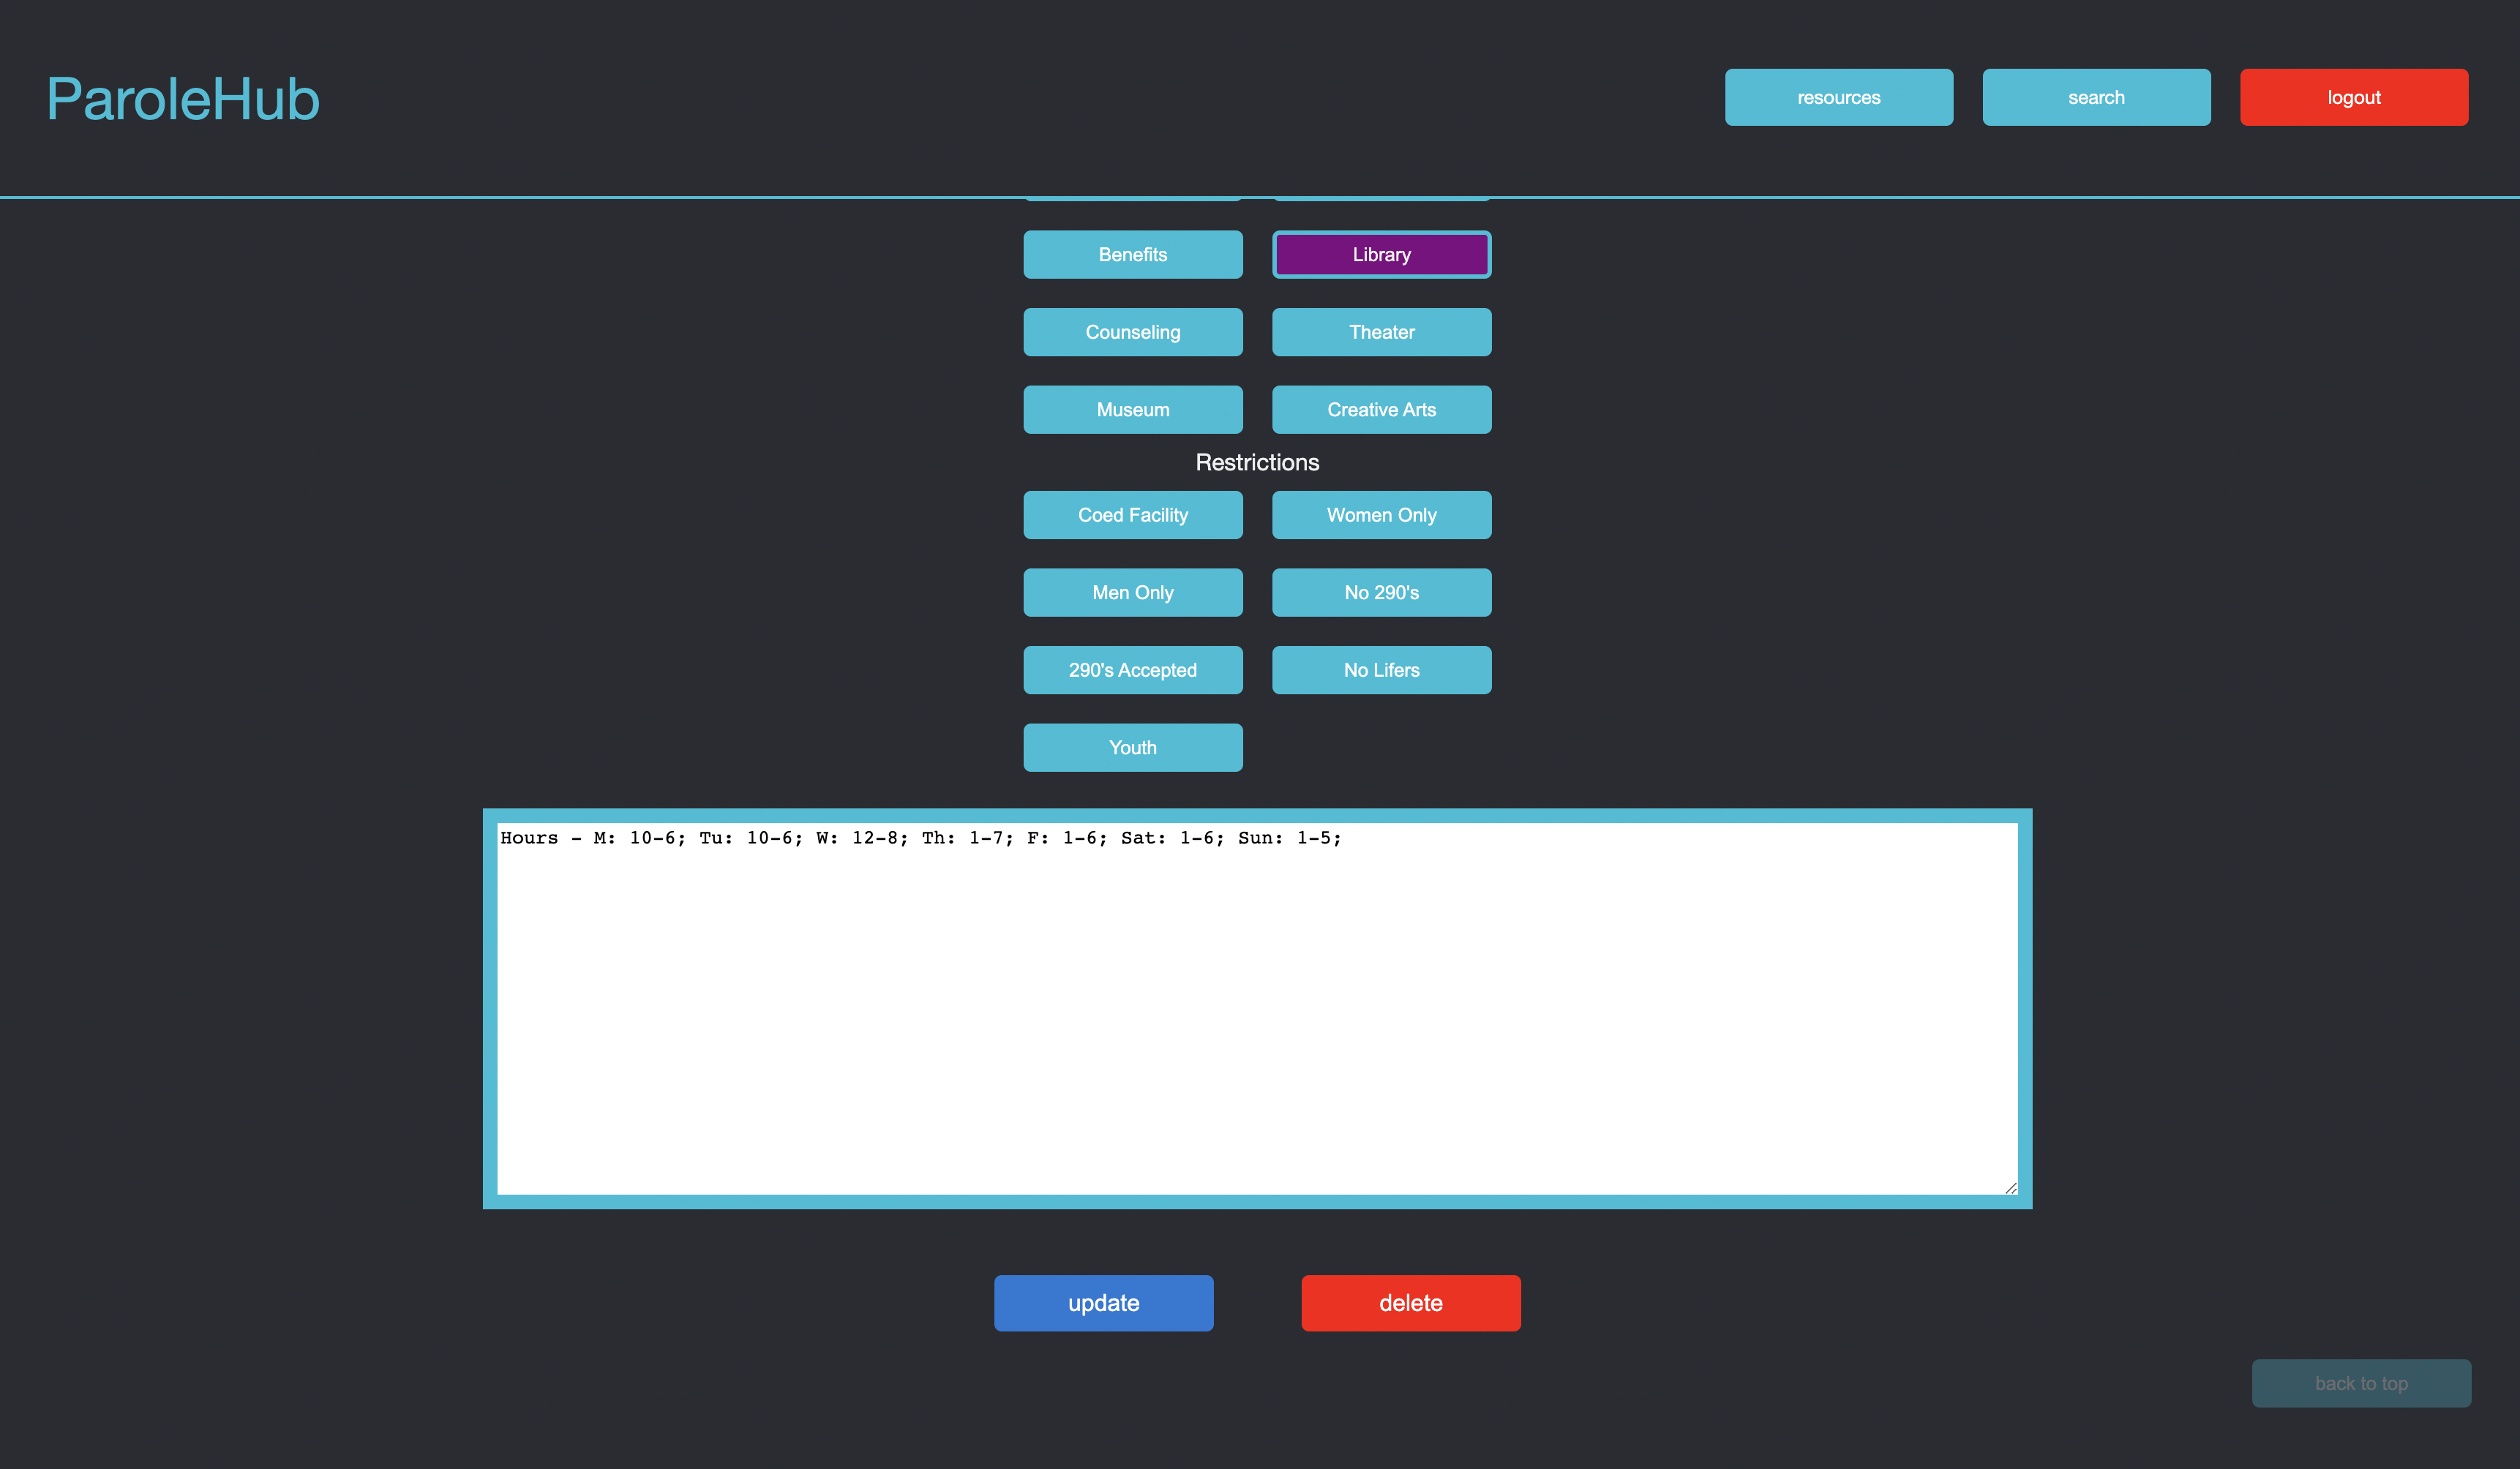 ParoleHub
resources search logout
Benefits Library
Counseling Theater
Museum Creative Arts
Restrictions
Coed Facility Women Only
Men Only No 290's
290's Accepted No Lifers
Youth
Hours - M: 10-6; Tu: 10-6; W: 12-8; Th: 1-7; F: 1-6; Sat: 1-6; Sun: 1-5;
update delete
back to top